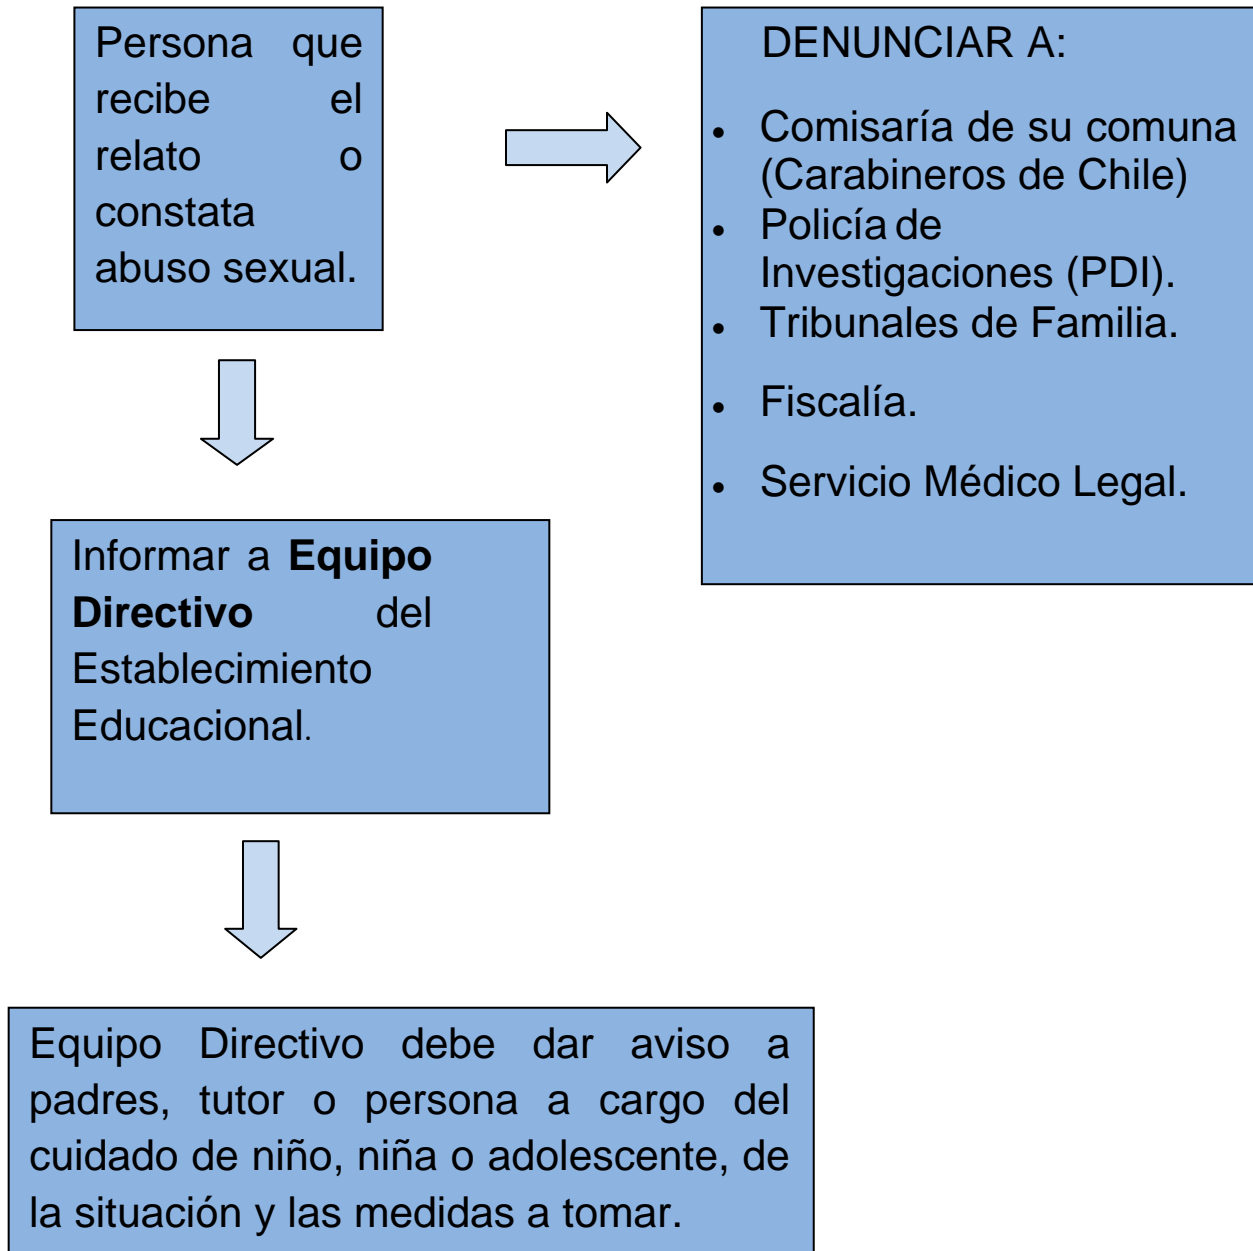 Persona que
recibe el
relato o
constata
abuso sexual.
DENUNCIAR A:
• Comisaría de su comuna
(Carabineros de Chile)
• Policía de
Investigaciones (PDI).
• Tribunales de Familia.
• Fiscalía.
• Servicio Médico Legal.
Informar a Equipo
Directivo del
Establecimiento
Educacional.
Equipo Directivo debe dar aviso a
padres, tutor o persona a cargo del
cuidado de niño, niña o adolescente, de
la situación y las medidas a tomar.